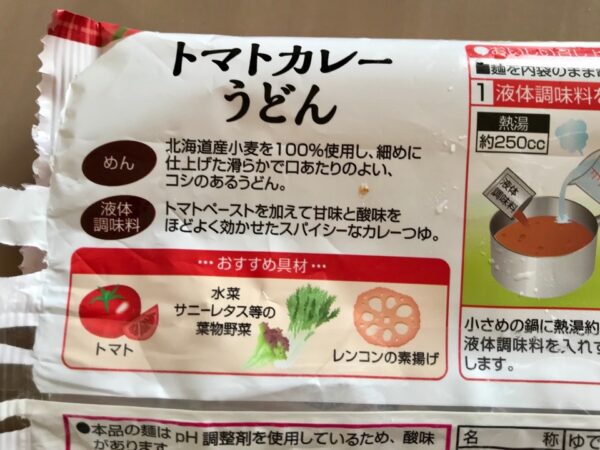 トマトカレー
うどん
めん
北海道産小麦を100%使用し、細めに
仕上げた滑らかで口あたりのよい、
コシのあるうどん。
液体
調味料
トマトペーストを加えて甘味と酸味を
ほどよく効かせたスパイシーなカレーつゆ。
おすすめ具材
トマト
水菜
サニーレタス等の
葉物野菜
レンコンの素揚げ
麺を内袋のまま
1 液体調味料を
熱湯
約250cc
液体
調味料
小さめの鍋に熱湯約
液体調味料を入れ
します。
●本品の麺はpH調整剤を使用しているため、酸味
があります
名 称 ゆで